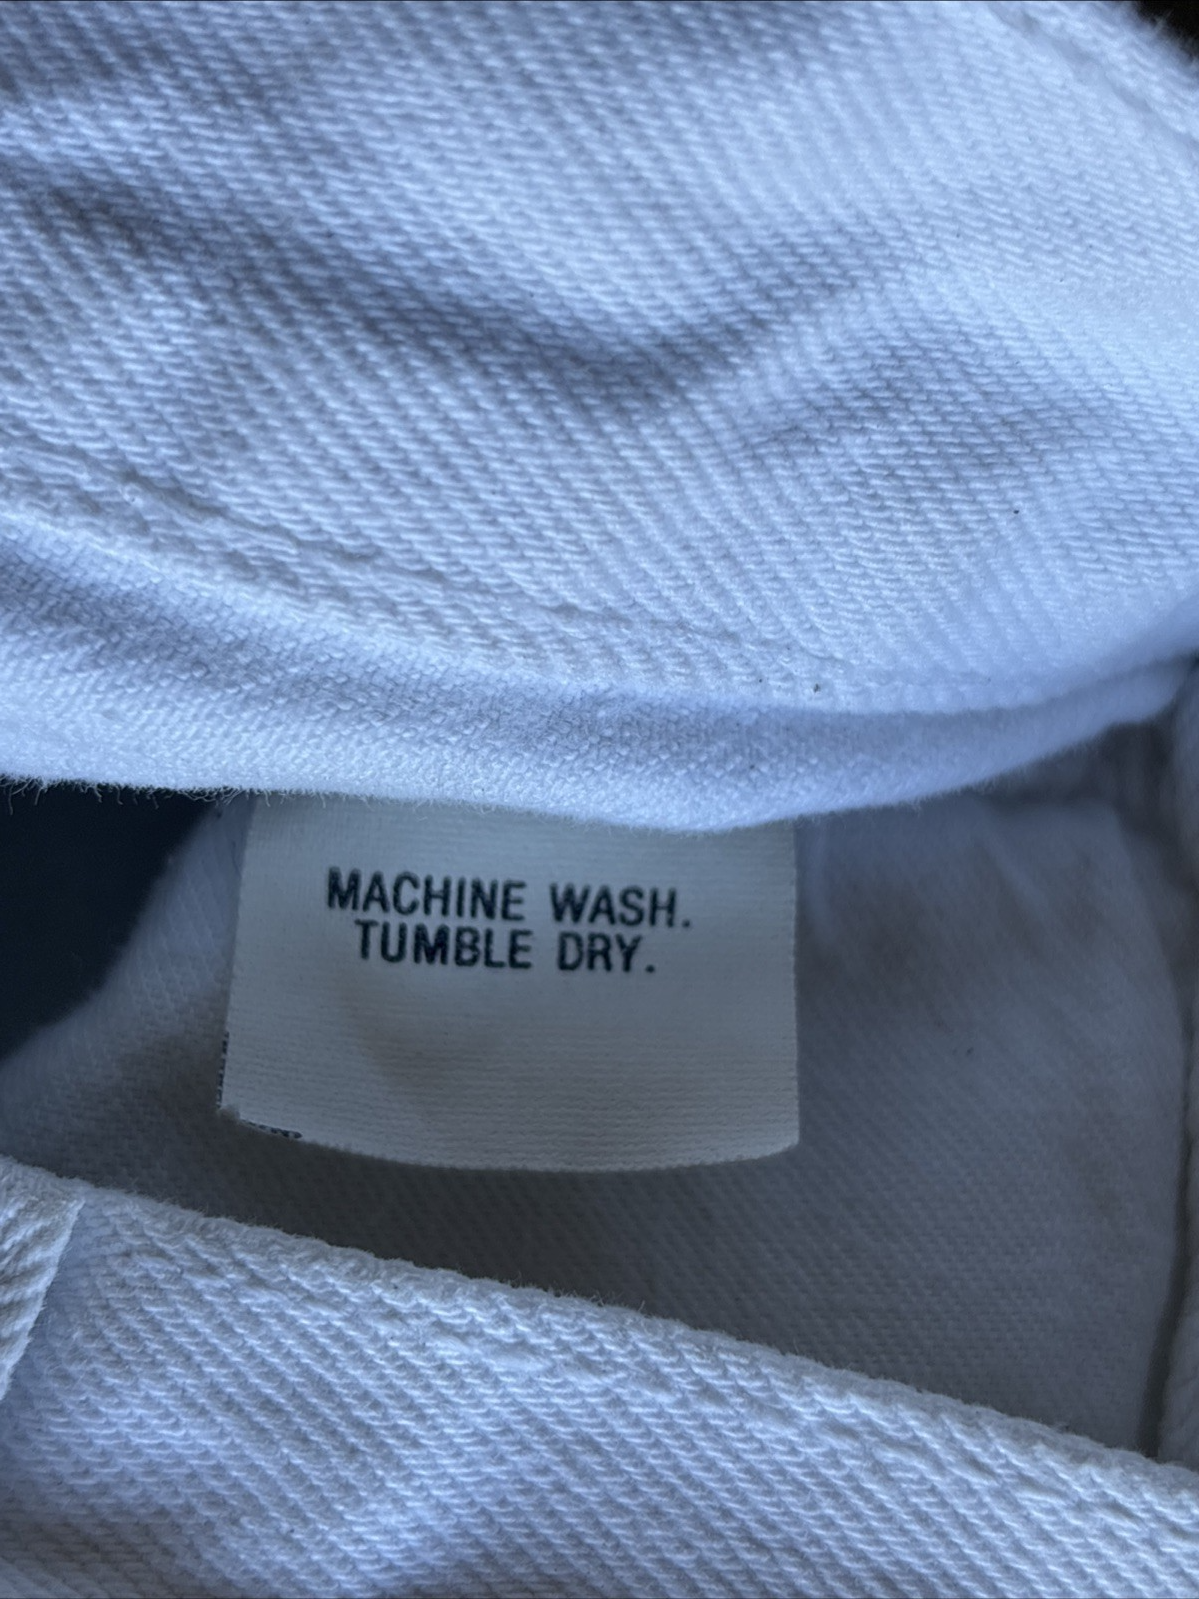 MACHINE WASH.
TUMBLE DRY.